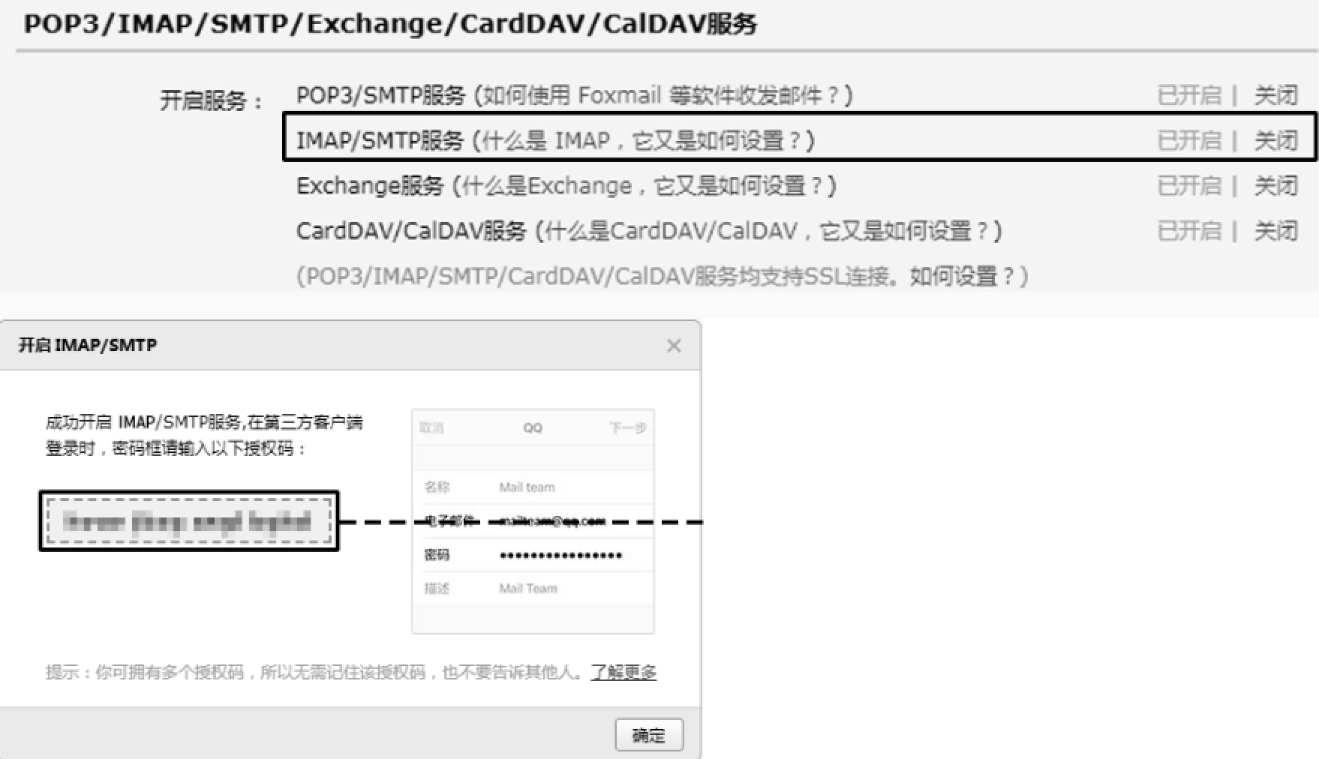 POP3/IMAP/SMTP/Exchange/CardDAV/CalDAV服务
开启服务： POP3/SMTP服务 (如何使用 Foxmail 等软件收发邮件？) 已开启 | 关闭
IMAP/SMTP服务 (什么是 IMAP，它又是如何设置？) 已开启 | 关闭
Exchange服务 (什么是Exchange，它又是如何设置？) 已开启 | 关闭
CardDAV/CalDAV服务 (什么是CardDAV/CalDAV，它又是如何设置？) 已开启 | 关闭
(POP3/IMAP/SMTP/CardDAV/CalDAV服务均支持SSL连接。如何设置？)
开启 IMAP/SMTP ×
成功开启 IMAP/SMTP服务,在第三方客户端
登录时，密码框请输入以下授权码：
取消 QQ 下一步
名称 Mail team
电子邮件 mailteam@qq.com
密码 ••••••••••••••••
描述 Mail Team
提示：你可拥有多个授权码，所以无需记住该授权码，也不要告诉其他人。了解更多
确定